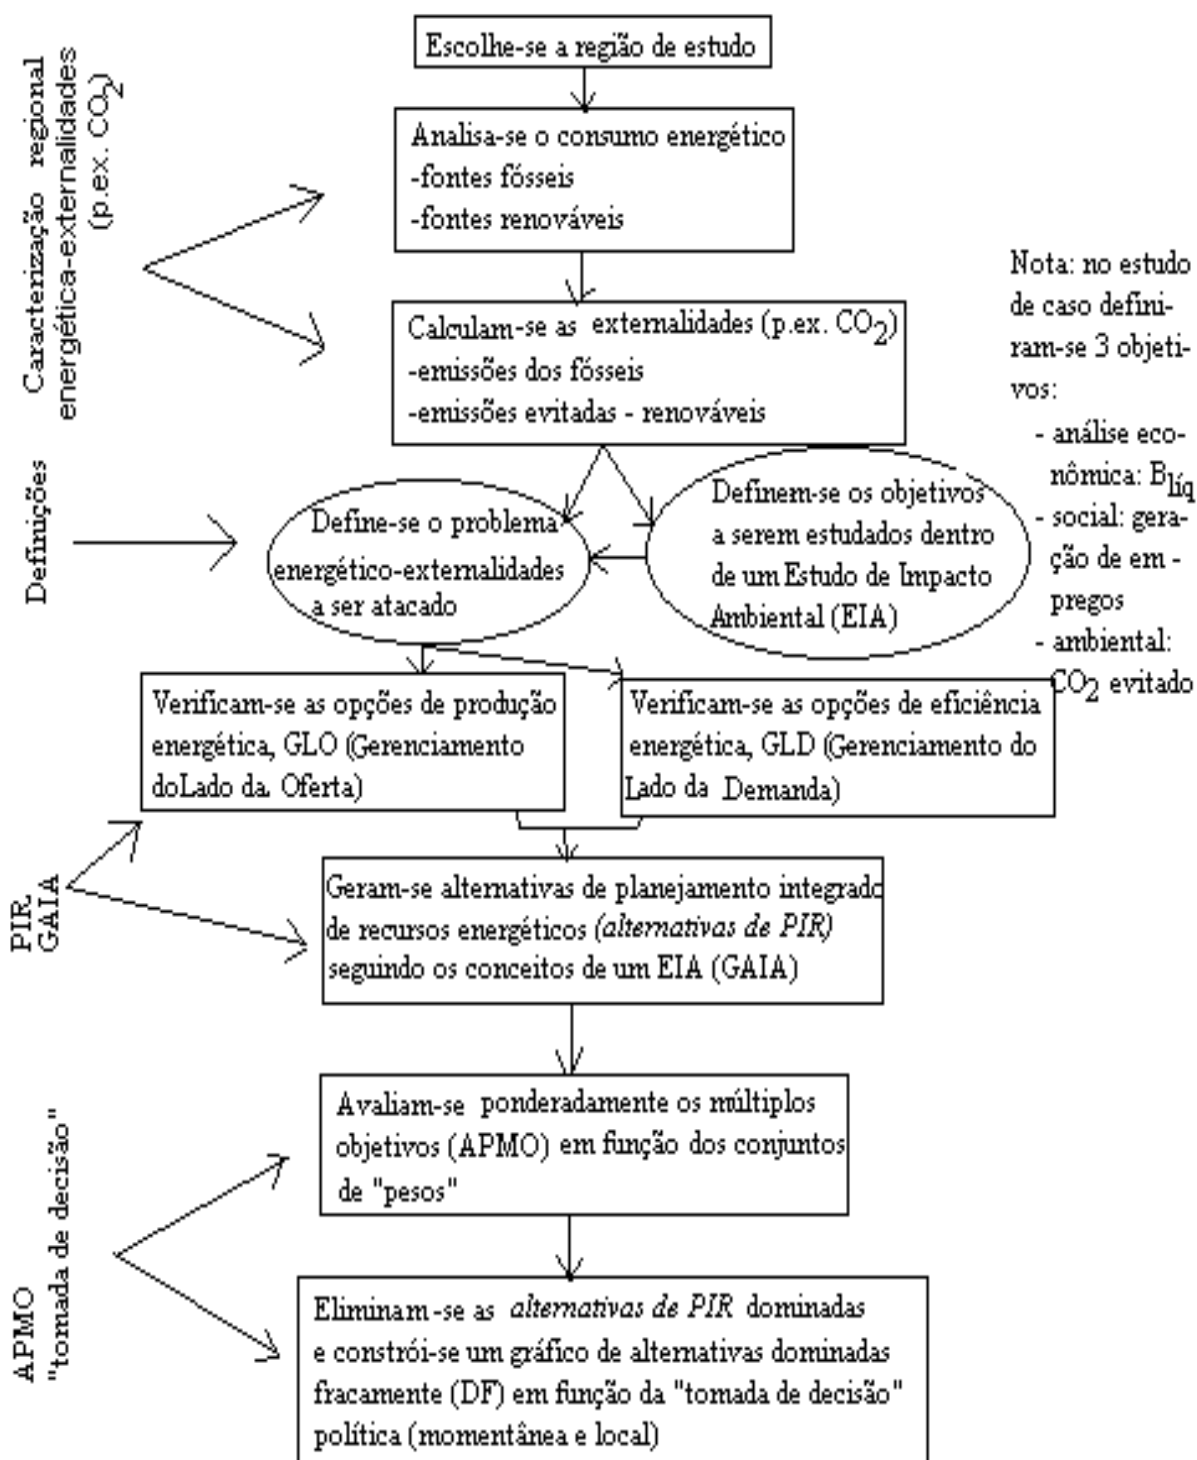 Escolhe-se a região de estudo
Analisa-se o consumo energético
-fontes fósseis
-fontes renováveis
Caracterização regional
energética-externalidades
(p.ex. CO2)
Calculam-se as externalidades (p.ex. CO2)
-emissões dos fósseis
-emissões evitadas - renováveis
Nota: no estudo
de caso defini-
ram-se 3 objeti-
vos:
- análise eco-
nômica: Blíq
- social: gera-
ção de em -
pregos
- ambiental:
CO2 evitado
Definições
Define-se o problema
energético-externalidades
a ser atacado
Definem-se os objetivos
a serem estudados dentro
de um Estudo de Impacto
Ambiental (EIA)
Verificam-se as opções de produção
energética, GLO (Gerenciamento
doLado da Oferta)
Verificam-se as opções de eficiência
energética, GLD (Gerenciamento do
Lado da Demanda)
PIR
GAIA
Geram-se alternativas de planejamento integrado
de recursos energéticos (alternativas de PIR)
seguindo os conceitos de um EIA (GAIA)
APMO
"tomada de decisão"
Avaliam-se ponderadamente os múltiplos
objetivos (APMO) em função dos conjuntos
de "pesos"
Eliminam-se as alternativas de PIR dominadas
e constrói-se um gráfico de alternativas dominadas
fracamente (DF) em função da "tomada de decisão"
política (momentânea e local)